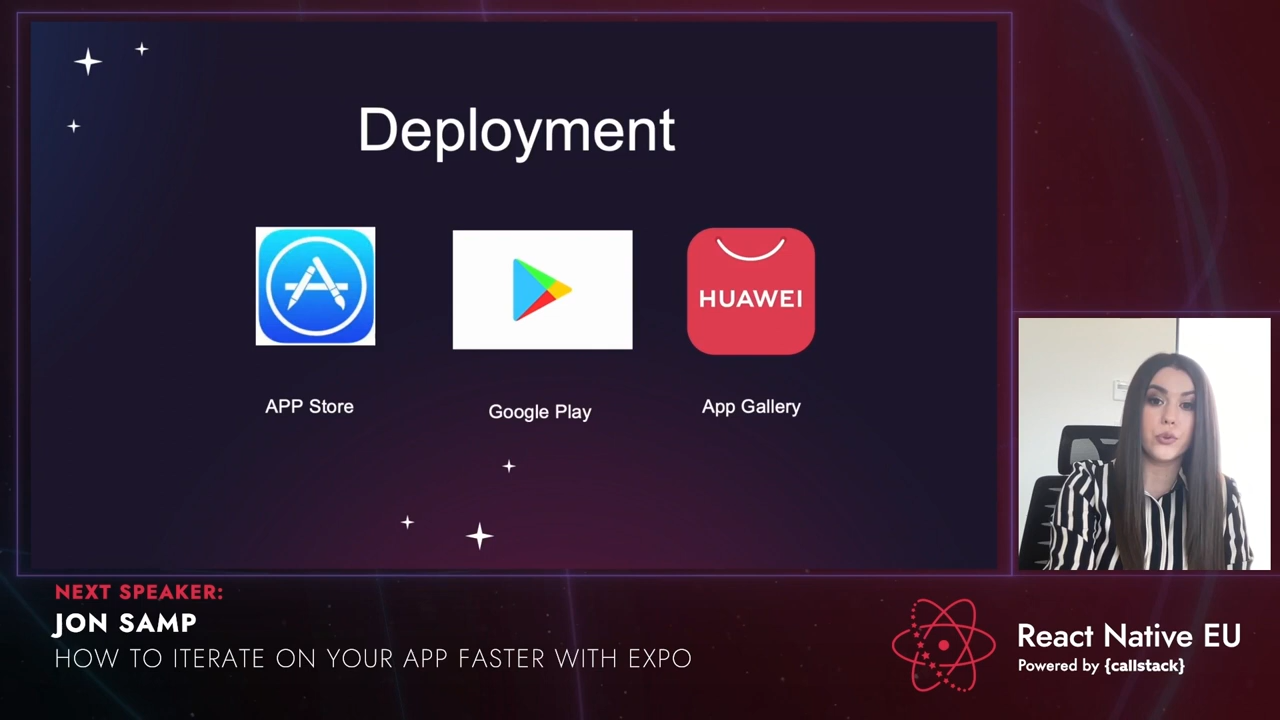 Deployment
HUAWEI
APP Store
Google Play
App Gallery
NEXT SPEAKER:
JON SAMP
HOW TO ITERATE ON YOUR APP FASTER WITH EXPO
React Native EU
Powered by {callstack}